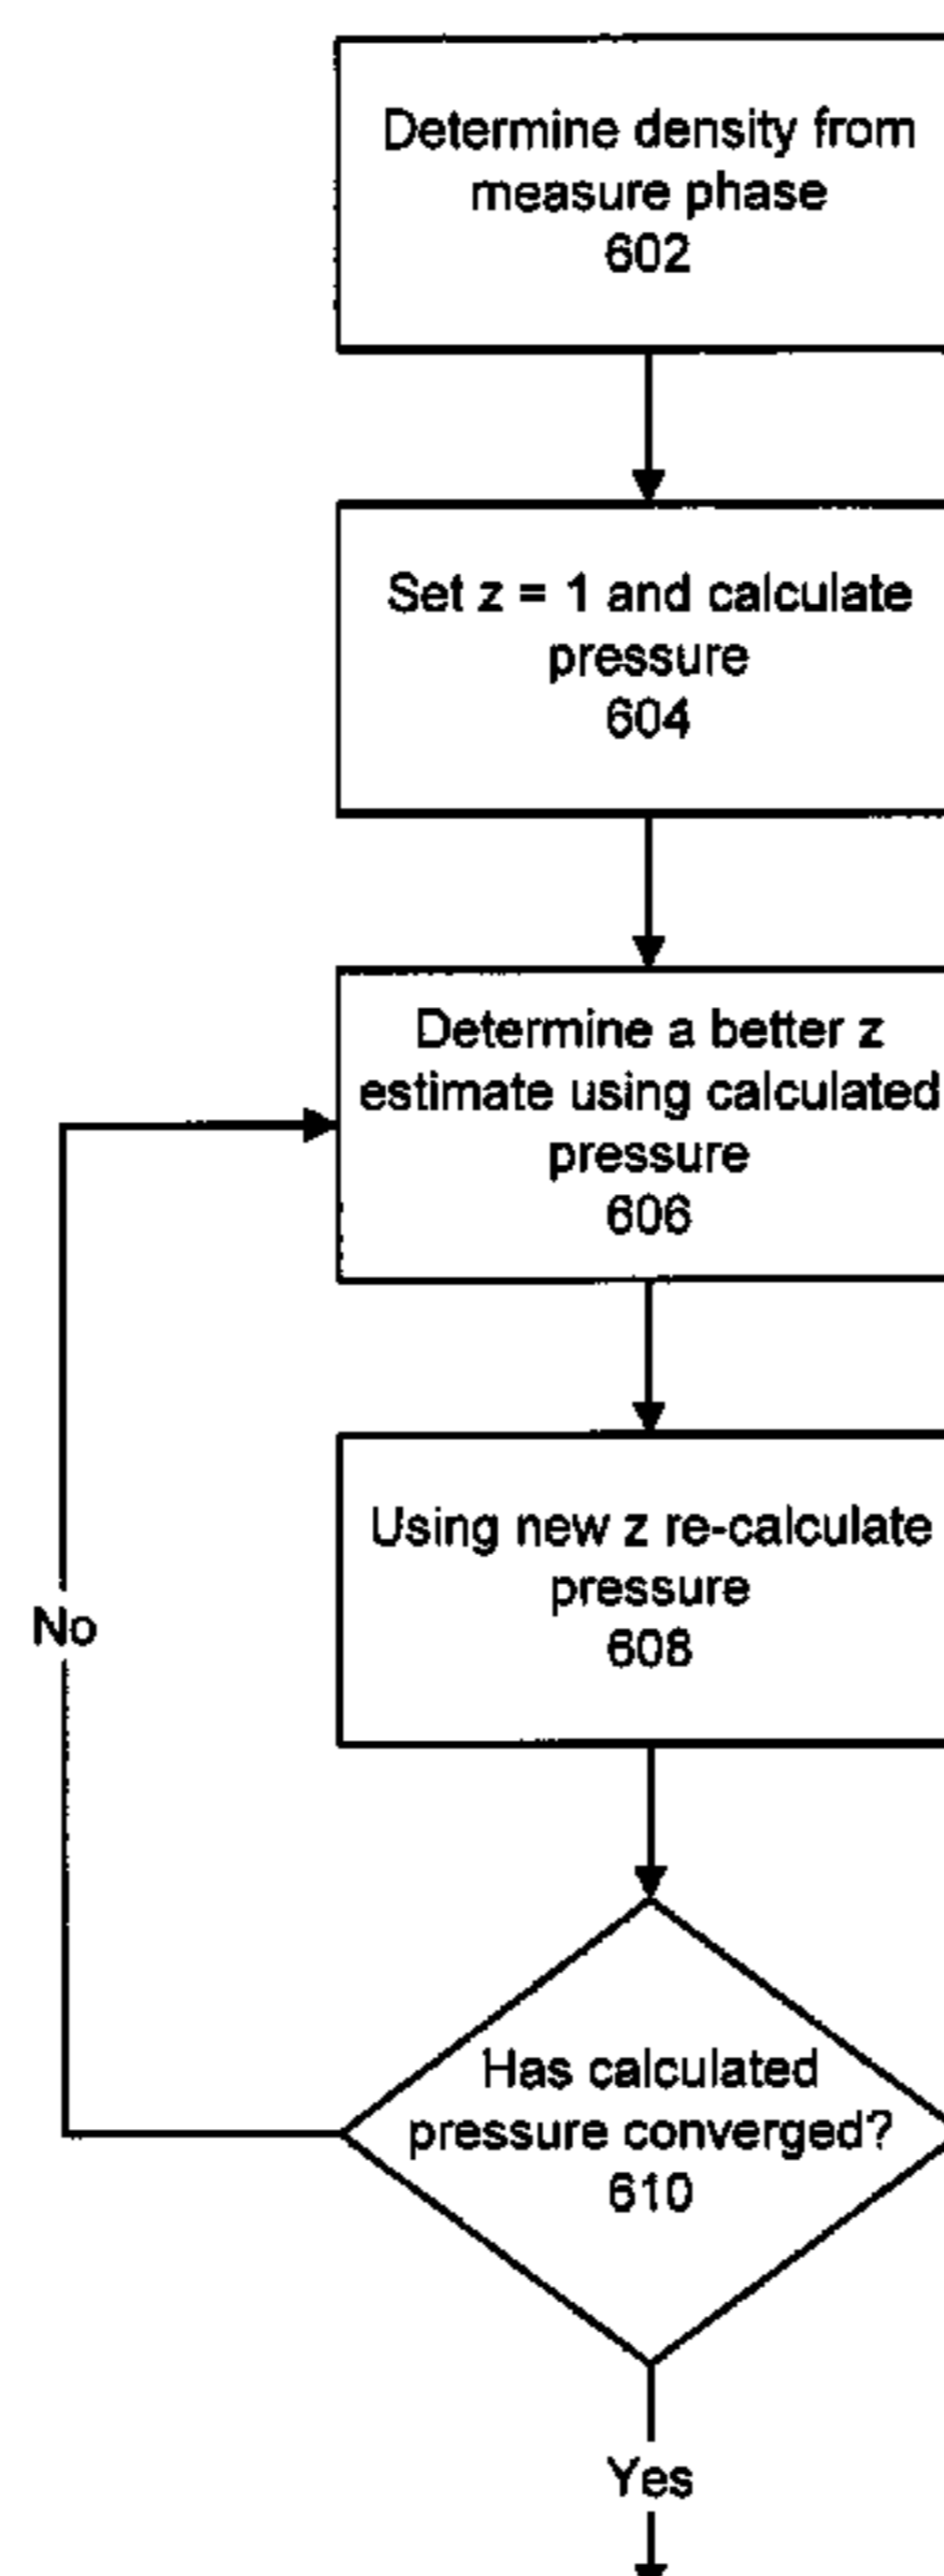 Determine density from
measure phase
602
Set z = 1 and calculate
pressure
604
Determine a better z
estimate using calculated
pressure
606
Using new z re-calculate
pressure
608
No
Has calculated
pressure converged?
610
Yes